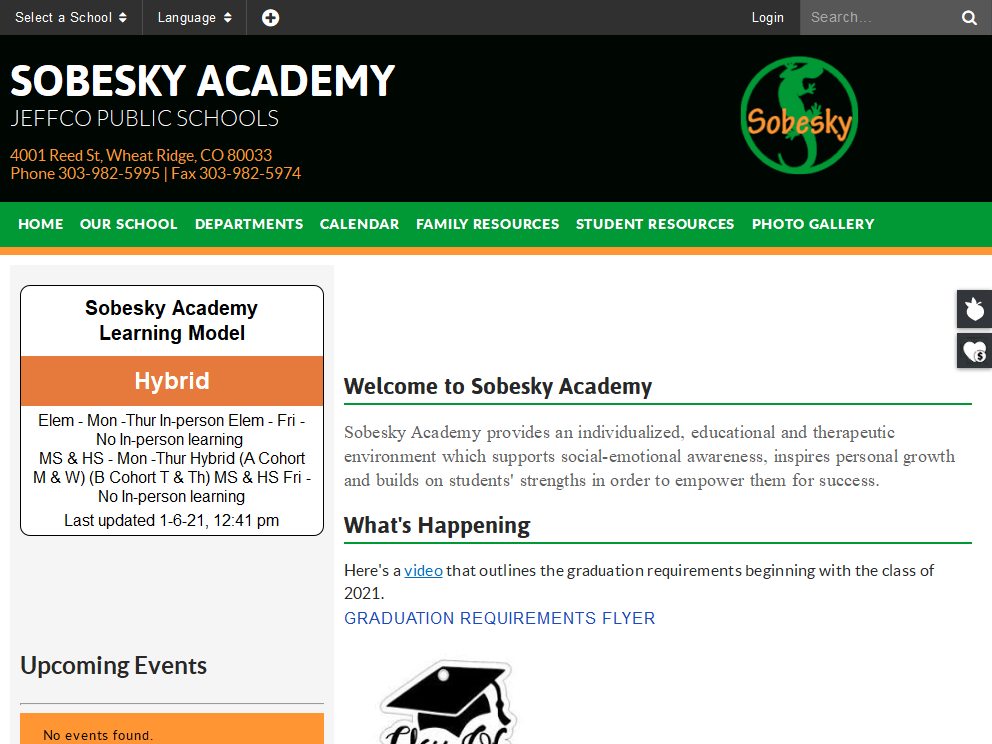 Select a School
Language
Login
Search...
SOBESKY ACADEMY
JEFFCO PUBLIC SCHOOLS
4001 Reed St, Wheat Ridge, CO 80033
Phone 303-982-5995 | Fax 303-982-5974
Sobesky
HOME OUR SCHOOL DEPARTMENTS CALENDAR FAMILY RESOURCES STUDENT RESOURCES PHOTO GALLERY
Sobesky Academy
Learning Model
Hybrid
Elem - Mon -Thur In-person Elem - Fri -
No In-person learning
MS & HS - Mon -Thur Hybrid (A Cohort
M & W) (B Cohort T & Th) MS & HS Fri -
No In-person learning
Last updated 1-6-21, 12:41 pm
Upcoming Events
No events found.
Welcome to Sobesky Academy
Sobesky Academy provides an individualized, educational and therapeutic
environment which supports social-emotional awareness, inspires personal growth
and builds on students' strengths in order to empower them for success.
What's Happening
Here's a video that outlines the graduation requirements beginning with the class of
2021.
GRADUATION REQUIREMENTS FLYER
Class Of